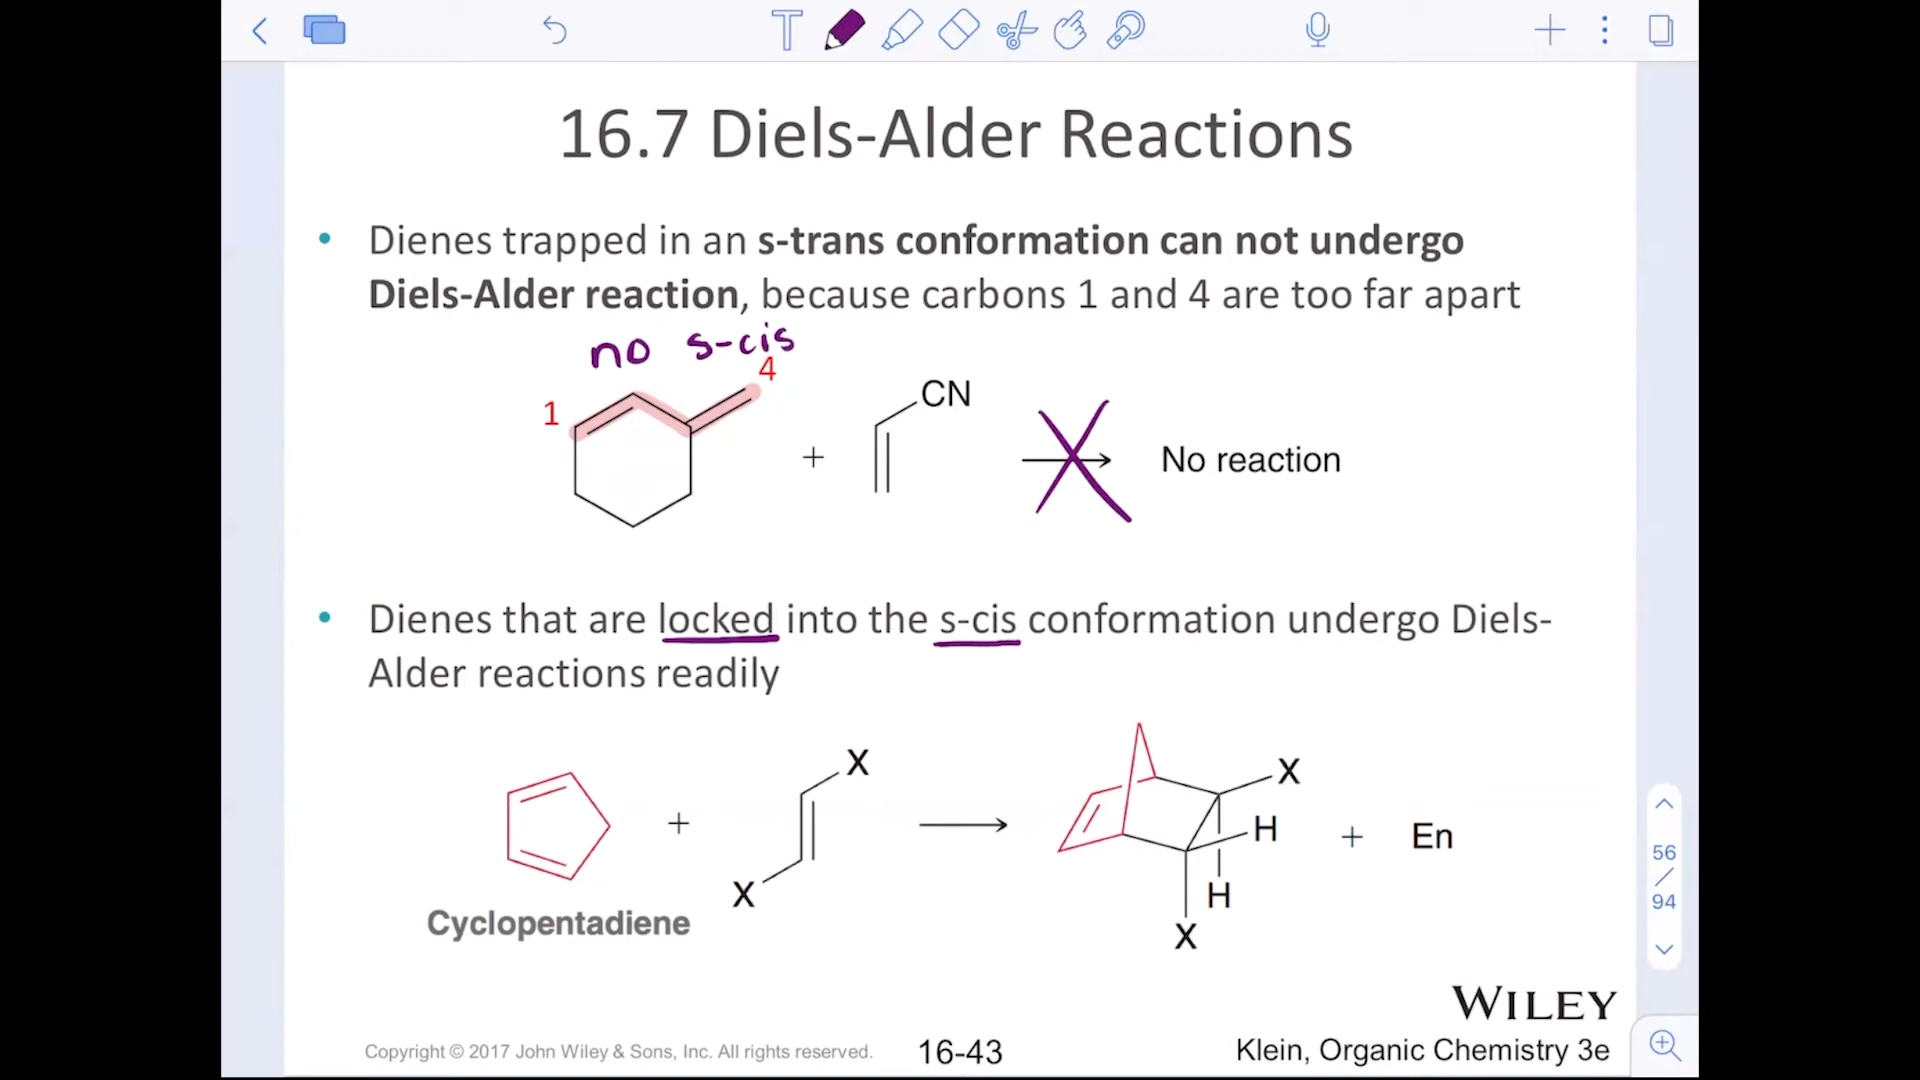 16.7 Diels-Alder Reactions
• Dienes trapped in an s-trans conformation can not undergo
Diels-Alder reaction, because carbons 1 and 4 are too far apart
no s-cis
4
1
CN
+
No reaction
• Dienes that are locked into the s-cis conformation undergo Diels-
Alder reactions readily
X
X
+
H
+ En
X
H
Cyclopentadiene
X
56
/
94
WILEY
Copyright © 2017 John Wiley & Sons, Inc. All rights reserved.
16-43
Klein, Organic Chemistry 3e